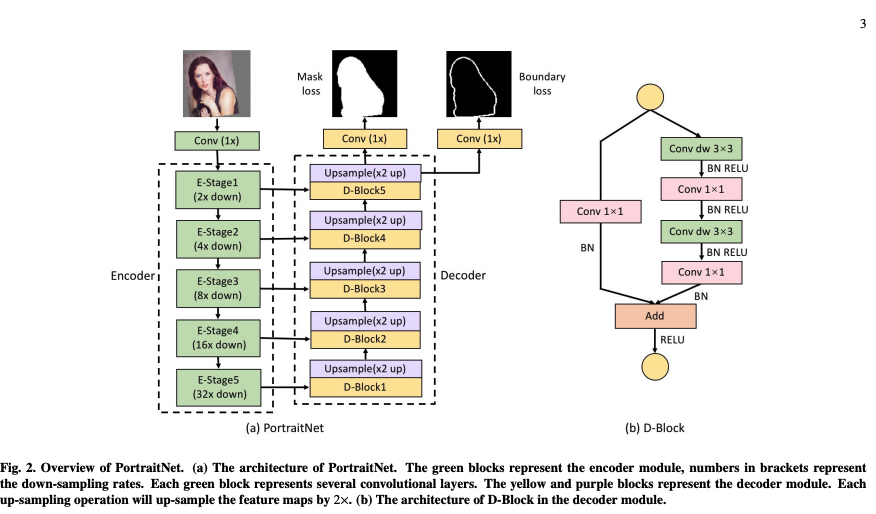 3
Mask
loss
Boundary
loss
Conv (1x)
Conv (1x)
Conv (1x)
Encoder
E-Stage1
(2x down)
E-Stage2
(4x down)
E-Stage3
(8x down)
E-Stage4
(16x down)
E-Stage5
(32x down)
Upsample(x2 up)
D-Block5
Upsample(x2 up)
D-Block4
Upsample(x2 up)
D-Block3
Upsample(x2 up)
D-Block2
Upsample(x2 up)
D-Block1
Decoder
(a) PortraitNet
Conv dw 3×3
BN RELU
Conv 1×1
BN RELU
Conv dw 3×3
BN RELU
Conv 1×1
BN
Conv 1×1
BN
Add
RELU
(b) D-Block
Fig. 2. Overview of PortraitNet. (a) The architecture of PortraitNet. The green blocks represent the encoder module, numbers in brackets represent
the down-sampling rates. Each green block represents several convolutional layers. The yellow and purple blocks represent the decoder module. Each
up-sampling operation will up-sample the feature maps by 2×. (b) The architecture of D-Block in the decoder module.